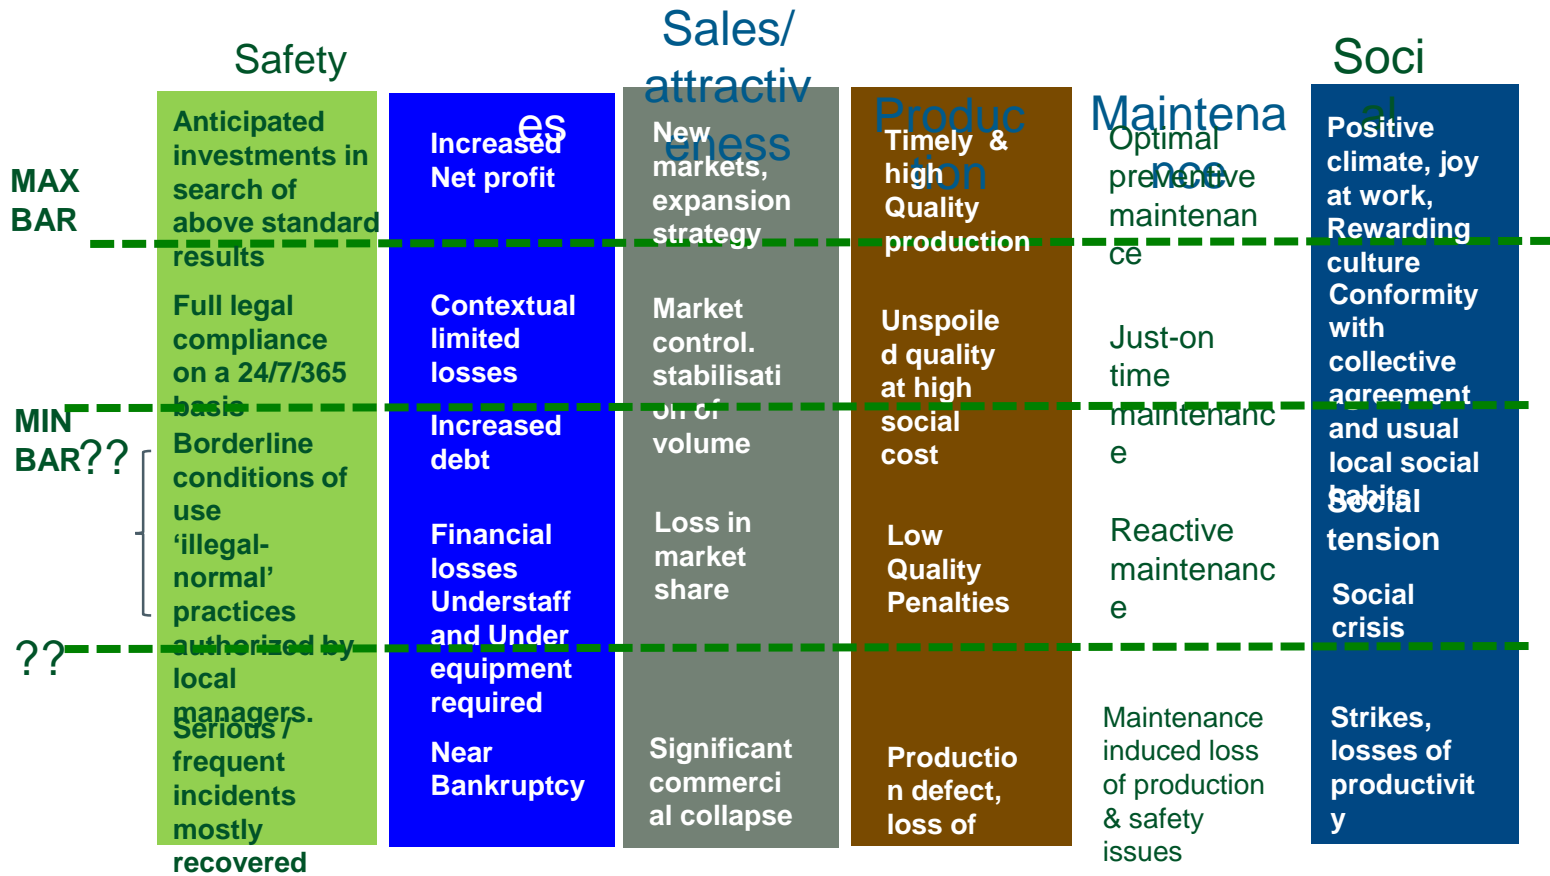 Safety
Sales/
attractiv
eness
Produc
tion
Maintena
nce
Soci
al
es
MAX
BAR
MIN
BAR??
??
Anticipated
investments in
search of
above standard
results
Full legal
compliance
on a 24/7/365
basis
Borderline
conditions of
use
‘illegal-
normal’
practices
authorized by
local
managers.
Serious /
frequent
incidents
mostly
recovered
Increased
Net profit
Contextual
limited
losses
Increased
debt
Financial
losses
Understaff
and Under
equipment
required
Near
Bankruptcy
New
markets,
expansion
strategy
Market
control.
stabilisati
on of
volume
Loss in
market
share
Significant
commerci
al collapse
Timely &
high
Quality
production
Unspoile
d quality
at high
social
cost
Low
Quality
Penalties
Productio
n defect,
loss of
Optimal
preventive
maintenan
ce
Just-on
time
maintenanc
e
Reactive
maintenanc
e
Maintenance
induced loss
of production
& safety
issues
Positive
climate, joy
at work,
Rewarding
culture
Conformity
with
collective
agreement
and usual
local social
habits
Social
tension
Social
crisis
Strikes,
losses of
productivit
y